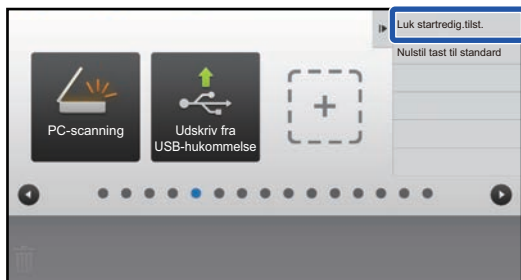 Luk startredig.tilst.
Nulstil tast til standard
PC-scanning
Udskriv fra
USB-hukommelse